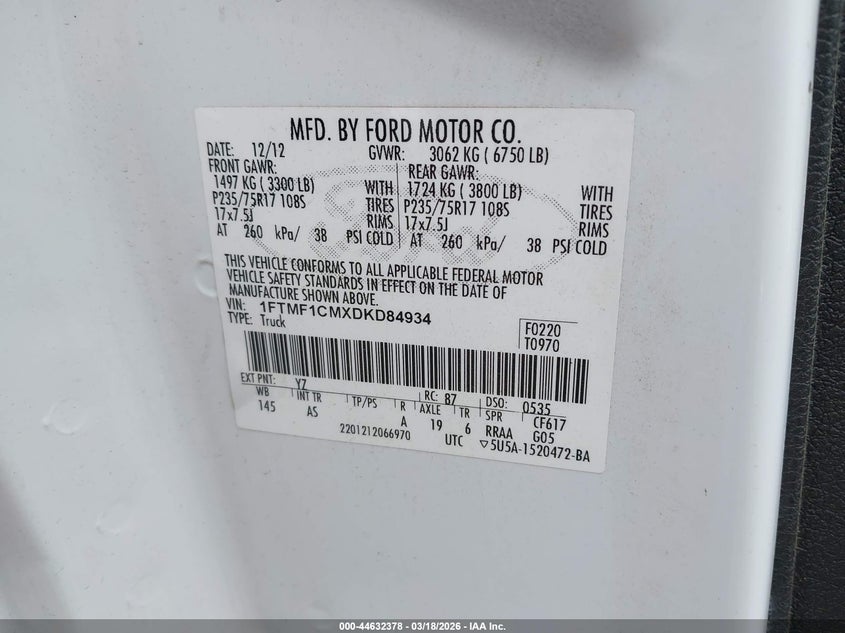 MFD. BY FORD MOTOR CO.
DATE: 12/12 GVWR: 3062 KG ( 6750 LB)
FRONT GAWR: REAR GAWR:
1497 KG ( 3300 LB) WITH 1724 KG ( 3800 LB) WITH
P235/75R17 108S TIRES P235/75R17 108S TIRES
17x7.5J RIMS 17x7.5J RIMS
AT 260 kPa/ 38 PSI COLD AT 260 kPa/ 38 PSI COLD
THIS VEHICLE CONFORMS TO ALL APPLICABLE FEDERAL MOTOR
VEHICLE SAFETY STANDARDS IN EFFECT ON THE DATE OF
MANUFACTURE SHOWN ABOVE.
VIN: 1FTMF1CMXDKD84934
TYPE: Truck
F0220
T0970
EXT PNT: YZ RC: 87 DSO: 0535
WB INT TR TP/PS R AXLE TR SPR CF617
145 AS A 19 6 RRAA G05
2201212066970 UTC ▽5U5A-1520472-BA
Ford
000-44632378 - 03/18/2026 - IAA Inc.